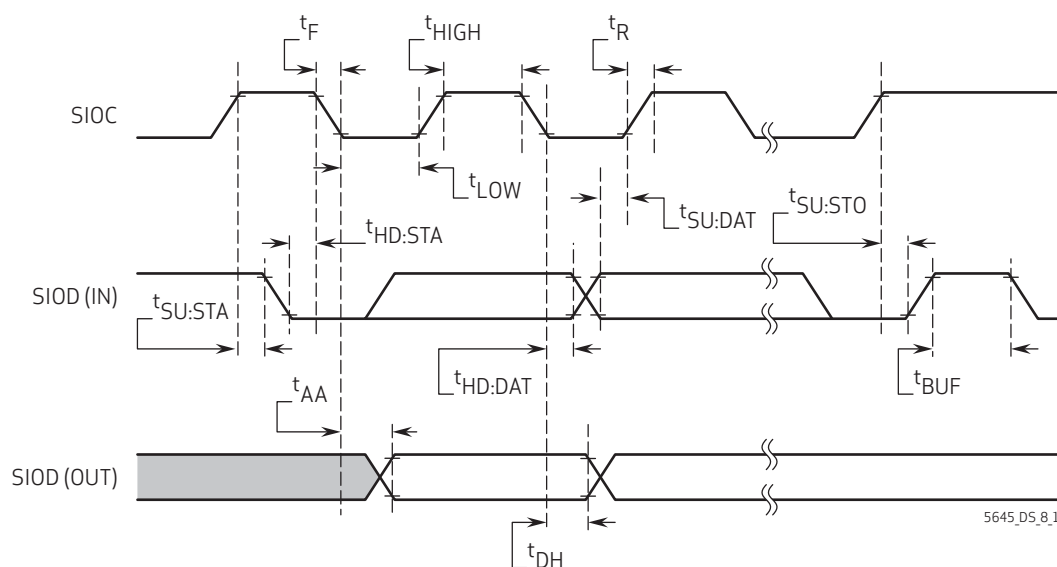 tF
tHIGH
tR
SIOC
tLOW
tSU:DAT
tSU:STO
tHD:STA
SIOD (IN)
tSU:STA
tHD:DAT
tBUF
tAA
SIOD (OUT)
5645_DS_8_1
tDH